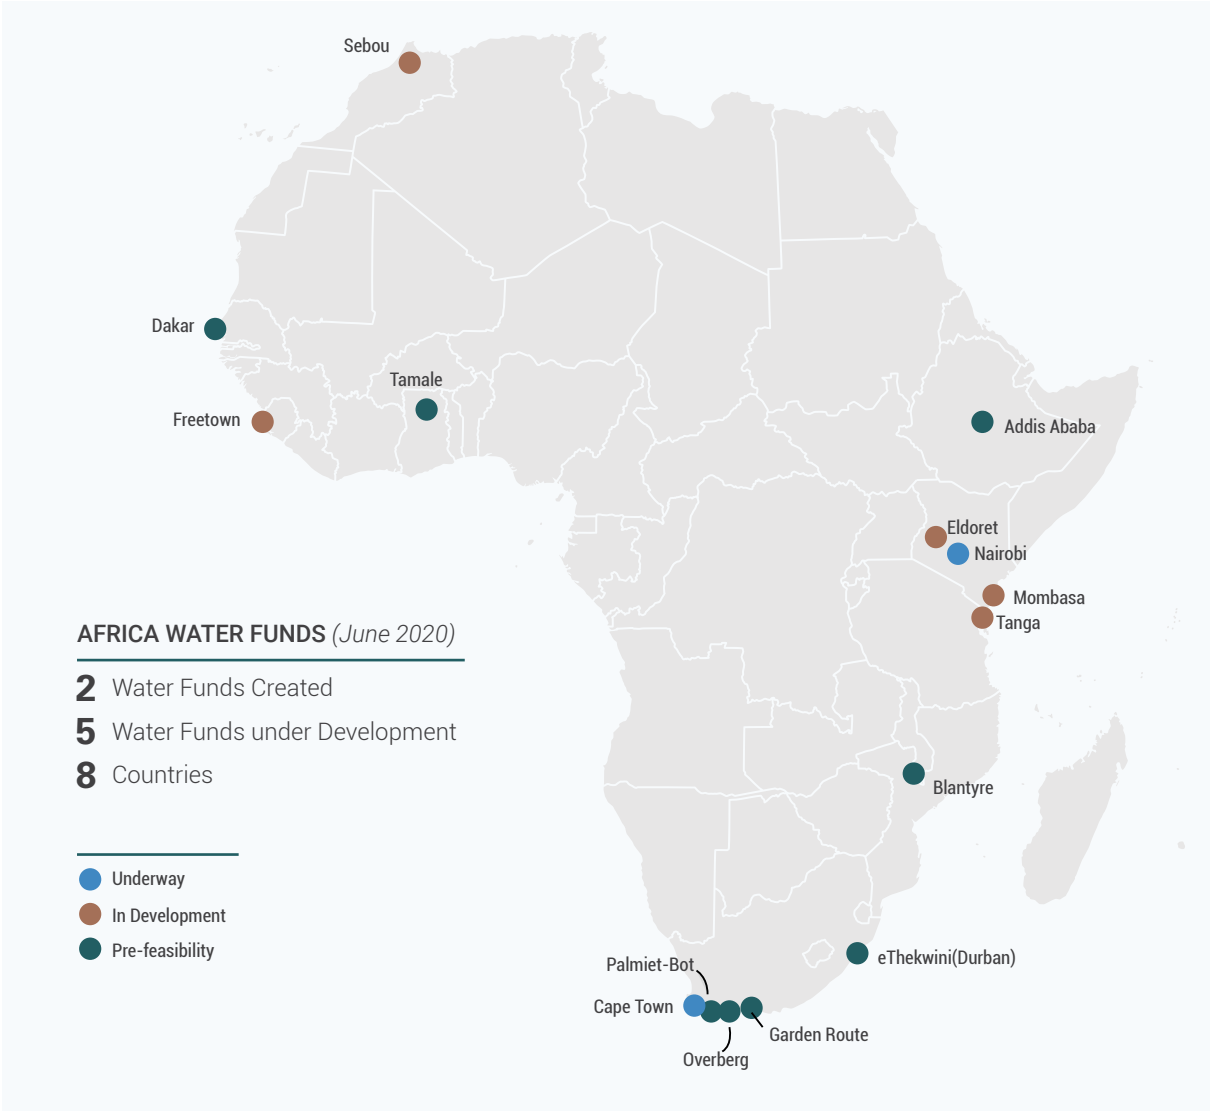 Sebou
Dakar
Tamale
Freetown
Addis Ababa
Eldoret
Nairobi
Mombasa
Tanga
AFRICA WATER FUNDS (June 2020)
2 Water Funds Created
5 Water Funds under Development
8 Countries
Blantyre
Underway
In Development
Pre-feasibility
eThekwini(Durban)
Palmiet-Bot
Cape Town
Garden Route
Overberg